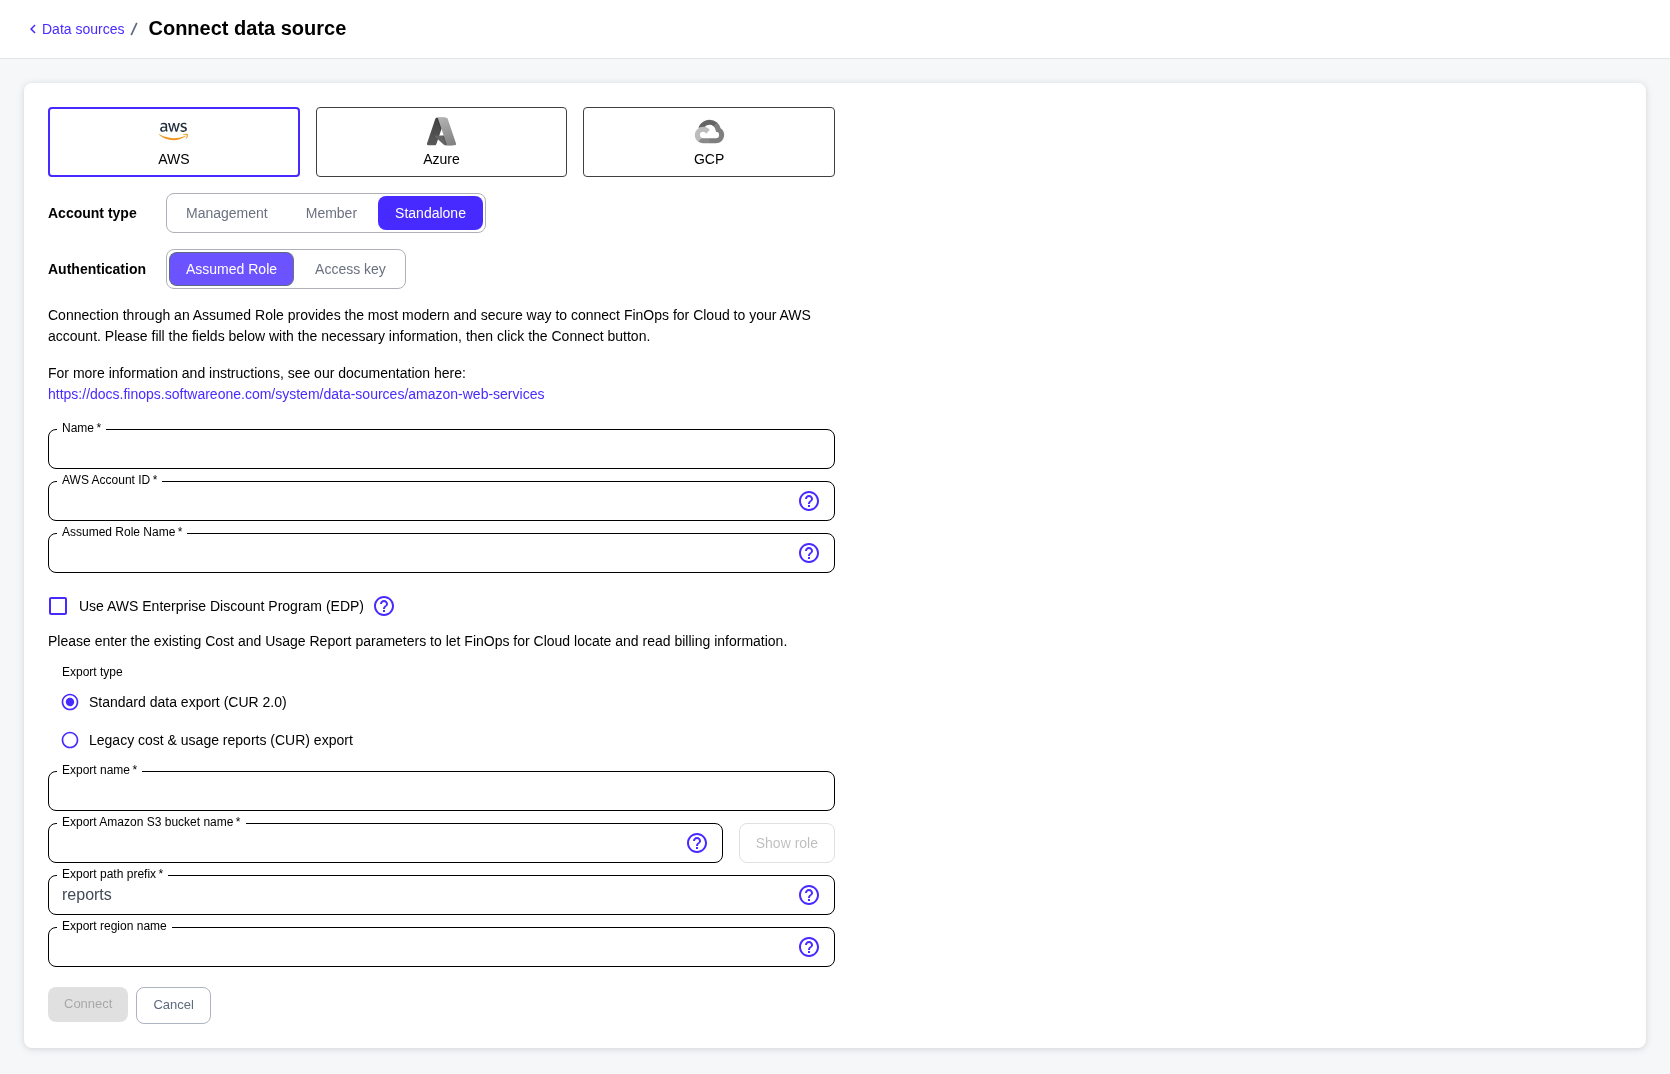 Data sources / Connect data source
aws
AWS
Azure
GCP
Account type
Management
Member
Standalone
Authentication
Assumed Role
Access key
Connection through an Assumed Role provides the most modern and secure way to connect FinOps for Cloud to your AWS
account. Please fill the fields below with the necessary information, then click the Connect button.
For more information and instructions, see our documentation here:
https://docs.finops.softwareone.com/system/data-sources/amazon-web-services
Name *
AWS Account ID *
Assumed Role Name *
Use AWS Enterprise Discount Program (EDP)
Please enter the existing Cost and Usage Report parameters to let FinOps for Cloud locate and read billing information.
Export type
Standard data export (CUR 2.0)
Legacy cost & usage reports (CUR) export
Export name *
Export Amazon S3 bucket name *
Show role
Export path prefix *
reports
Export region name
Connect
Cancel